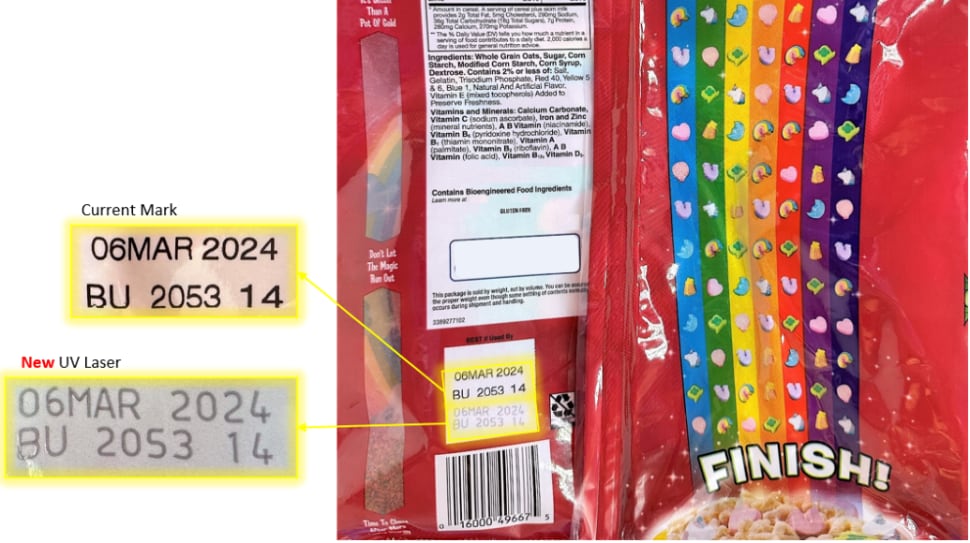 It's Better
Than A
Pot Of Gold
* Amount in cereal. A serving of cereal plus skim milk
provides 2g Total Fat, 5mg Cholesterol, 290mg Sodium,
Total Carbohydrate Total Sugars), 7g Protein,
Calcium, 270mg Potassium.
** The % Daily Value (DV) tells you how much a nutrient in a
serving of food contributes to a daily diet. 2,000 calories a
day is used for general nutrition advice.
Ingredients: Whole Grain Oats, Sugar, Corn
Starch, Modified Corn Starch, Corn Syrup,
Dextrose. Contains 2% or less of: Salt,
Gelatin, Trisodium Phosphate, Red 40, Yellow 5
& 6, Blue 1, Natural And Artificial Flavor.
Vitamin E (mixed tocopherols) Added to
Preserve Freshness.
Vitamins and Minerals: Calcium Carbonate,
Vitamin C (sodium ascorbate), Iron and Zinc
(mineral nutrients), A B Vitamin (niacinamide),
Vitamin B₆ (pyridoxine hydrochloride), Vitamin
B₁ (thiamin mononitrate), Vitamin A
(palmitate), Vitamin B₂ (riboflavin), A B
Vitamin (folic acid), Vitamin B₁₂, Vitamin D₃.
Contains Bioengineered Food Ingredients
Learn more at
GLUTEN FREE
Don't Let
The Magic
Run Out
This package is sold by weight, not by volume. You can be assured
the proper weight even though some settling of contents normally
occurs during shipment and handling.
3389277102
BEST if Used By
06MAR 2024
BU 2053 14
06MAR 2024
BU 2053 14
0 16000 49667 5
Time To
Current Mark
06MAR 2024
BU 2053 14
New UV Laser
06MAR 2024
BU 2053 14
FINISH!